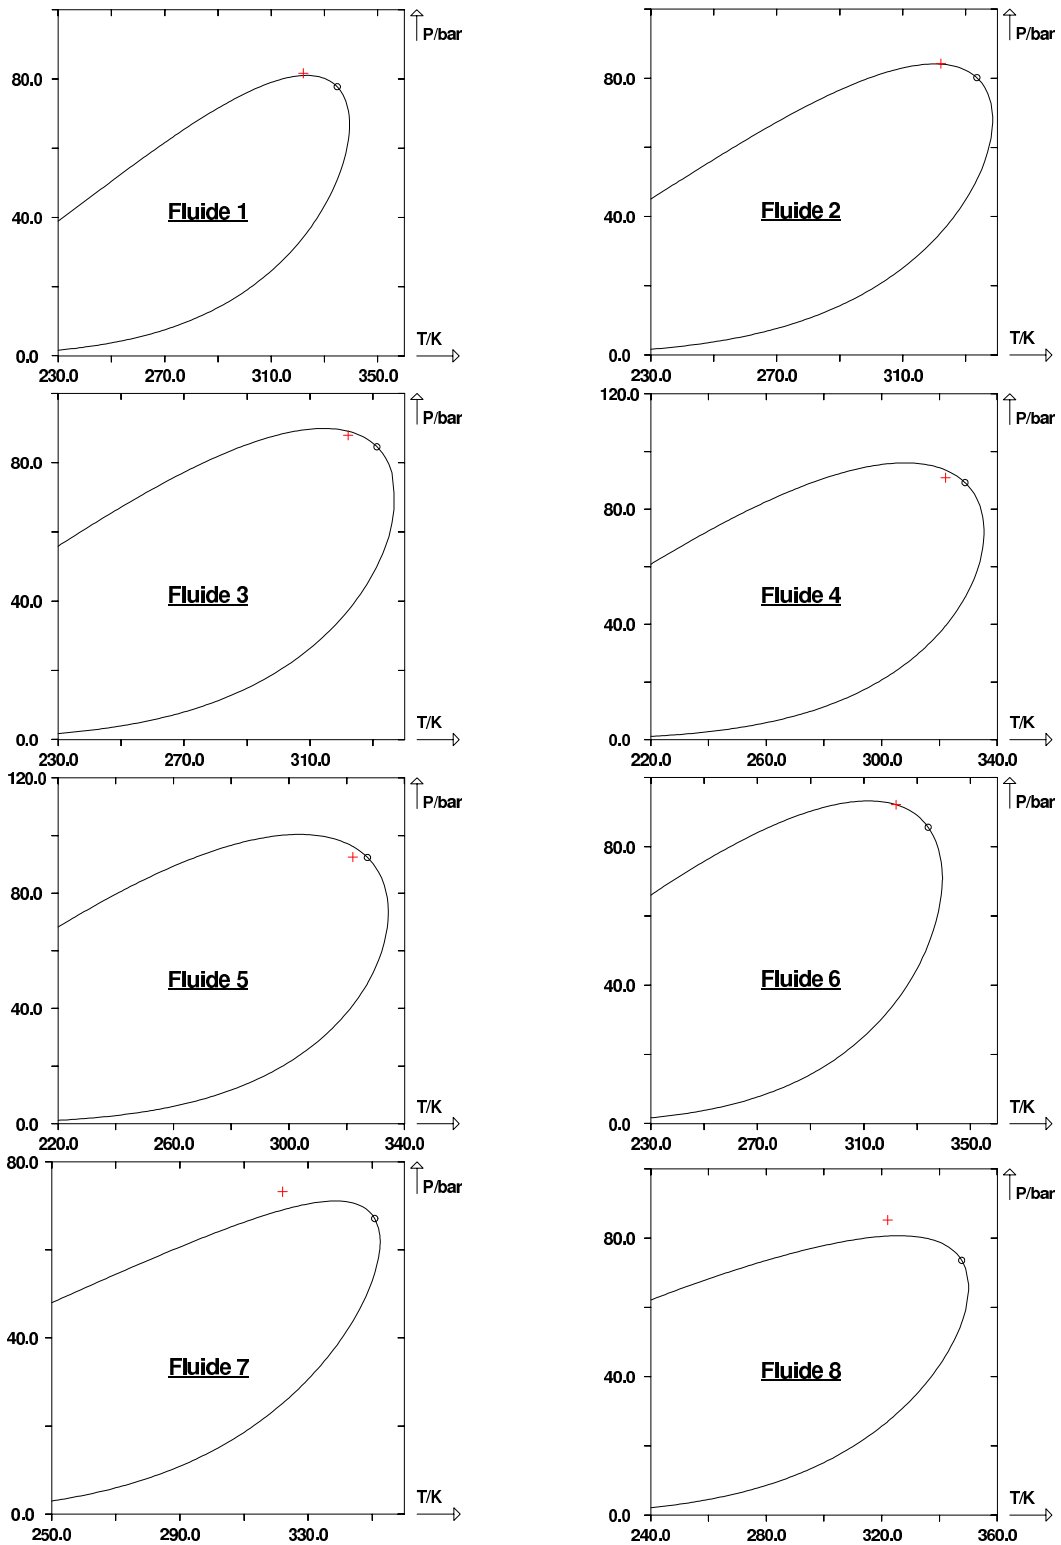 P/bar
80.0
Fluide 1
40.0
T/K
0.0
230.0 270.0 310.0 350.0
P/bar
80.0
Fluide 2
40.0
T/K
0.0
230.0 270.0 310.0
P/bar
80.0
Fluide 3
40.0
T/K
0.0
230.0 270.0 310.0
120.0
P/bar
80.0
Fluide 4
40.0
T/K
0.0
220.0 260.0 300.0 340.0
120.0
P/bar
80.0
Fluide 5
40.0
T/K
0.0
220.0 260.0 300.0 340.0
P/bar
80.0
Fluide 6
40.0
T/K
0.0
230.0 270.0 310.0 350.0
80.0
P/bar
40.0
Fluide 7
T/K
0.0
250.0 290.0 330.0
P/bar
80.0
Fluide 8
40.0
T/K
0.0
240.0 280.0 320.0 360.0